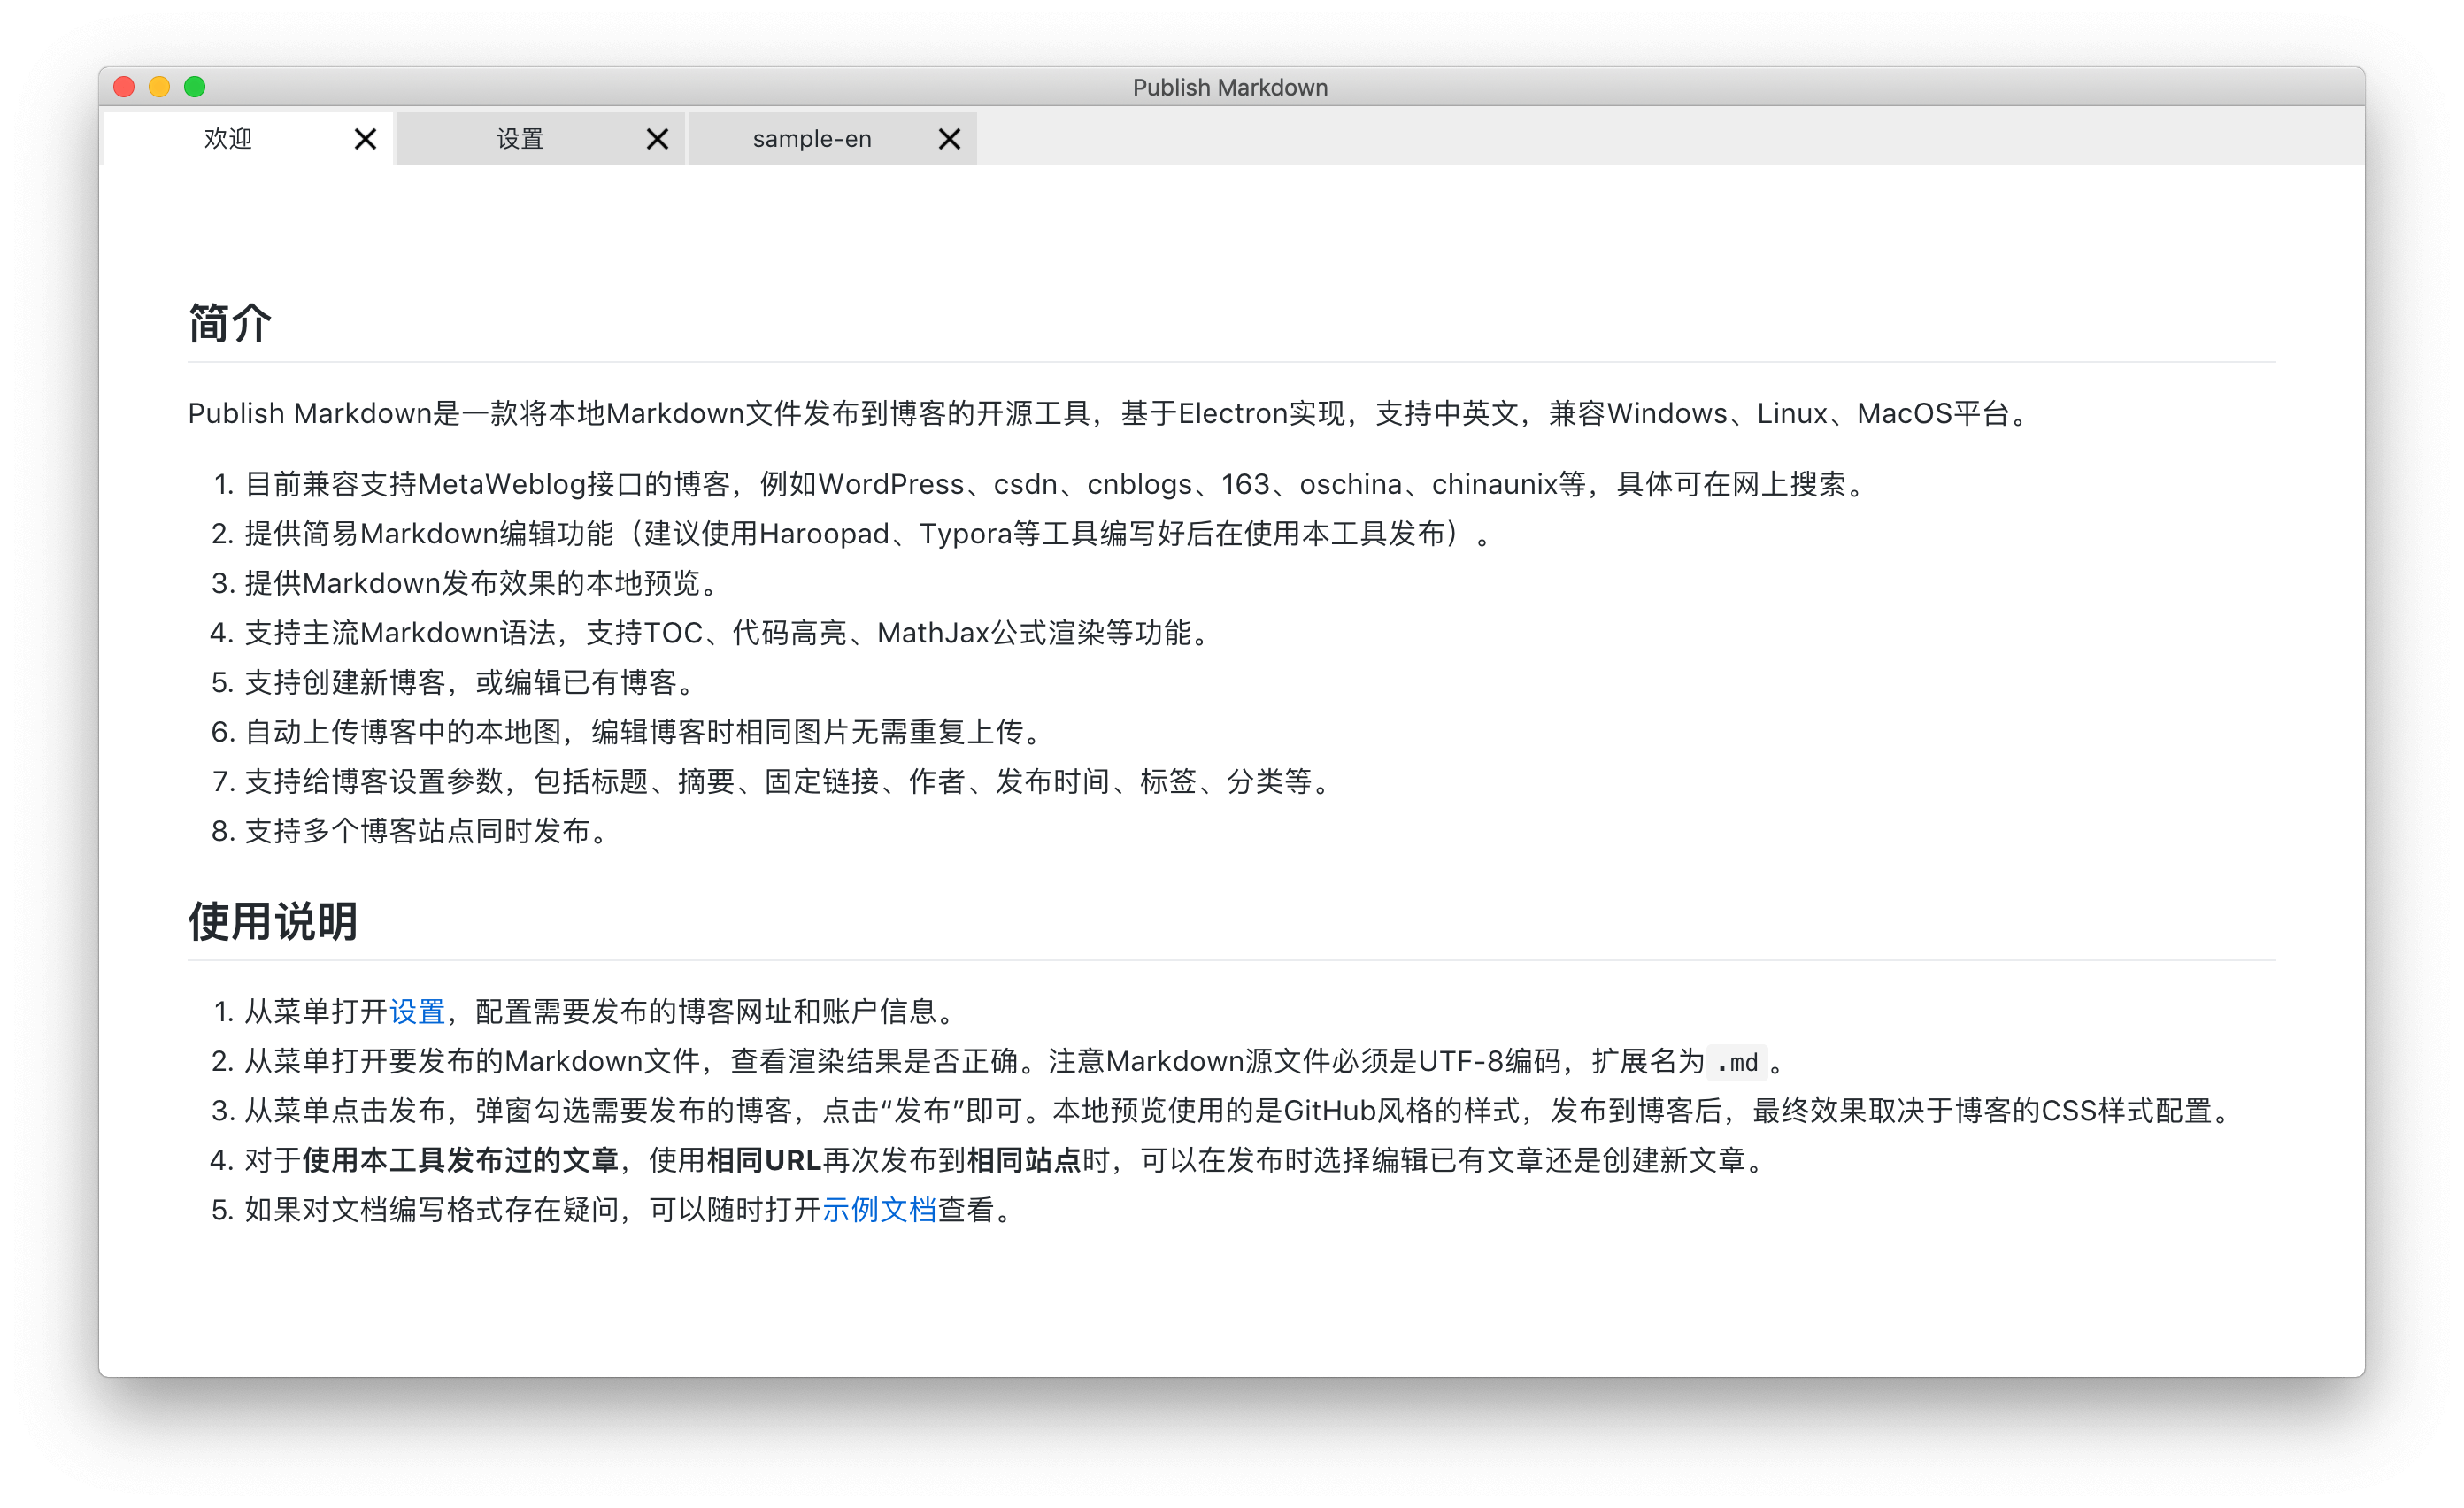 Publish Markdown
欢迎
设置
sample-en
简介
Publish Markdown是一款将本地Markdown文件发布到博客的开源工具，基于Electron实现，支持中英文，兼容Windows、Linux、MacOS平台。
1. 目前兼容支持MetaWeblog接口的博客，例如WordPress、csdn、cnblogs、163、oschina、chinaunix等，具体可在网上搜索。
2. 提供简易Markdown编辑功能（建议使用Haroopad、Typora等工具编写好后在使用本工具发布）。
3. 提供Markdown发布效果的本地预览。
4. 支持主流Markdown语法，支持TOC、代码高亮、MathJax公式渲染等功能。
5. 支持创建新博客，或编辑已有博客。
6. 自动上传博客中的本地图，编辑博客时相同图片无需重复上传。
7. 支持给博客设置参数，包括标题、摘要、固定链接、作者、发布时间、标签、分类等。
8. 支持多个博客站点同时发布。
使用说明
1. 从菜单打开设置，配置需要发布的博客网址和账户信息。
2. 从菜单打开要发布的Markdown文件，查看渲染结果是否正确。注意Markdown源文件必须是UTF-8编码，扩展名为.md。
3. 从菜单点击发布，弹窗勾选需要发布的博客，点击“发布”即可。本地预览使用的是GitHub风格的样式，发布到博客后，最终效果取决于博客的CSS样式配置。
4. 对于使用本工具发布过的文章，使用相同URL再次发布到相同站点时，可以在发布时选择编辑已有文章还是创建新文章。
5. 如果对文档编写格式存在疑问，可以随时打开示例文档查看。